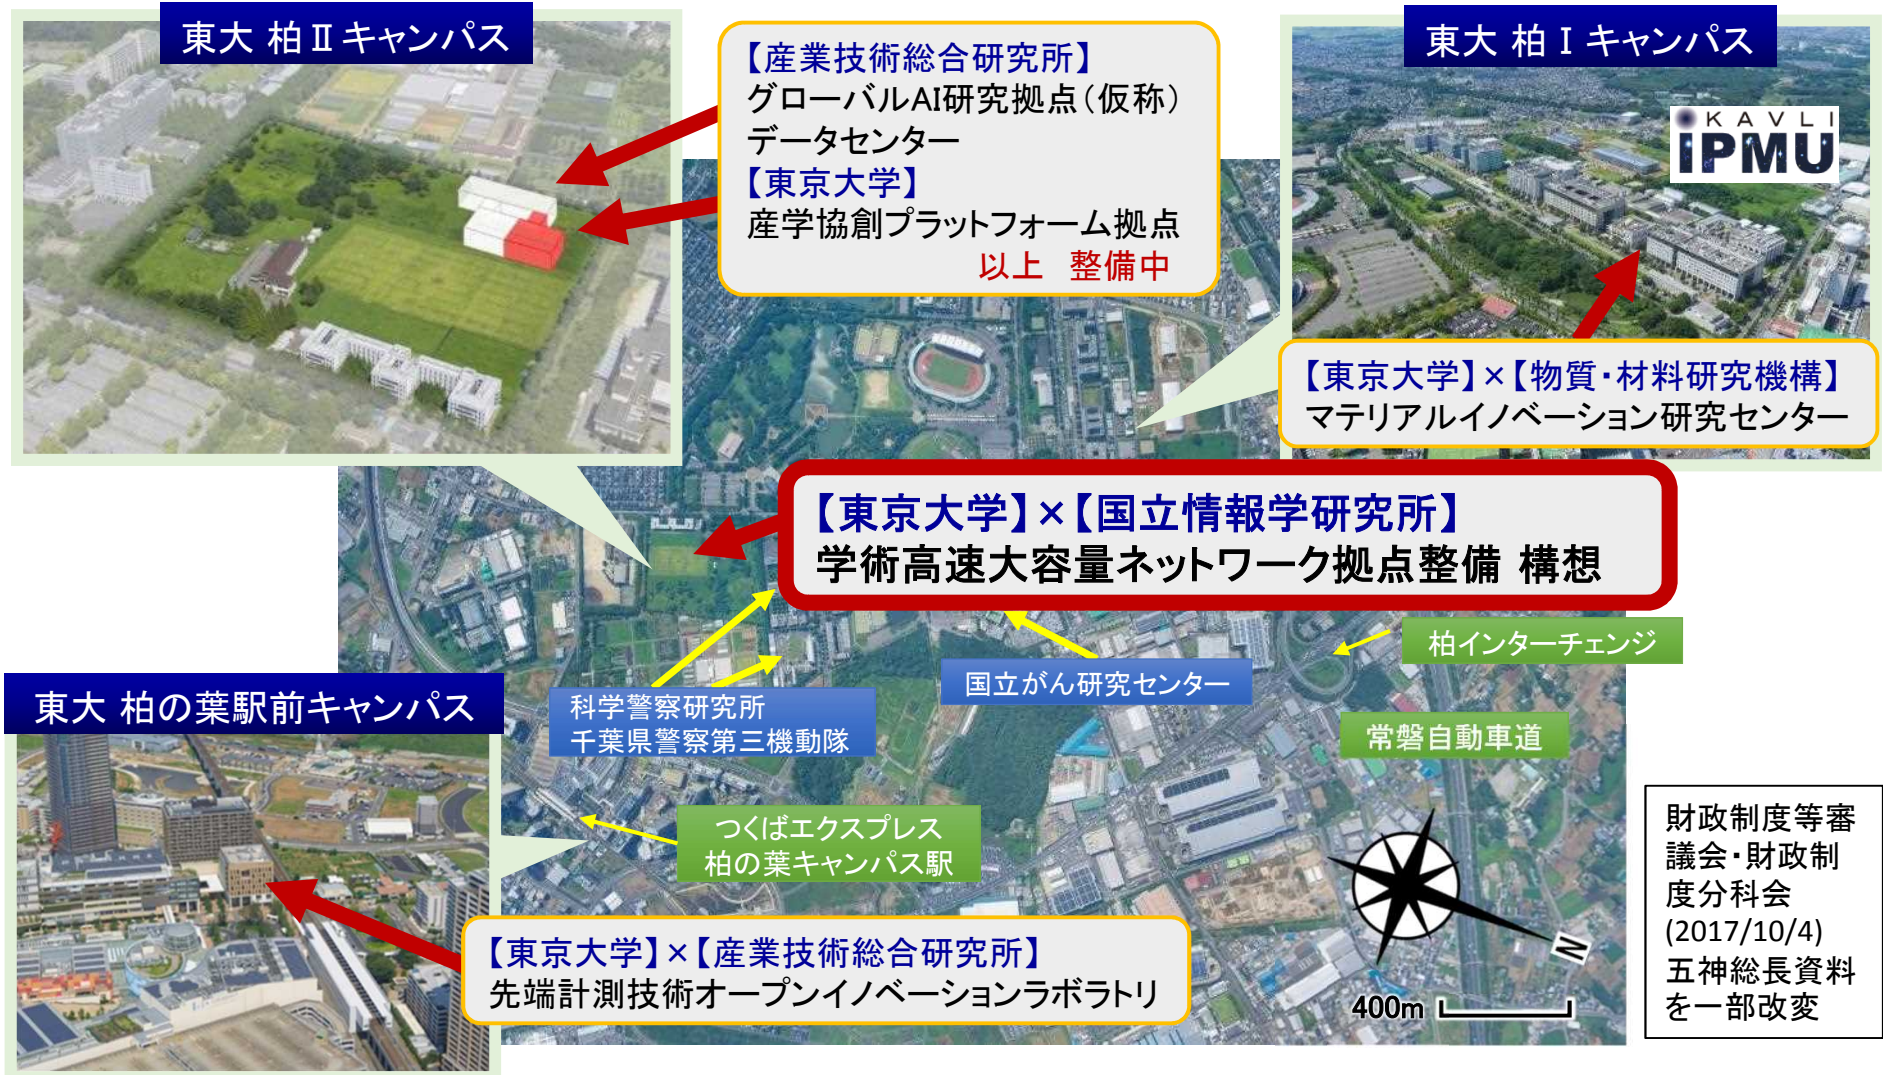 東大 柏Ⅱキャンパス
【産業技術総合研究所】
グローバルAI研究拠点（仮称）
データセンター
【東京大学】
産学協創プラットフォーム拠点
以上　整備中
東大 柏Ⅰキャンパス
KAVLI
IPMU
【東京大学】×【物質・材料研究機構】
マテリアルイノベーション研究センター
【東京大学】×【国立情報学研究所】
学術高速大容量ネットワーク拠点整備 構想
柏インターチェンジ
国立がん研究センター
科学警察研究所
千葉県警察第三機動隊
常磐自動車道
東大 柏の葉駅前キャンパス
つくばエクスプレス
柏の葉キャンパス駅
【東京大学】×【産業技術総合研究所】
先端計測技術オープンイノベーションラボラトリ
N
400m
財政制度等審
議会・財政制
度分科会
(2017/10/4)
五神総長資料
を一部改変